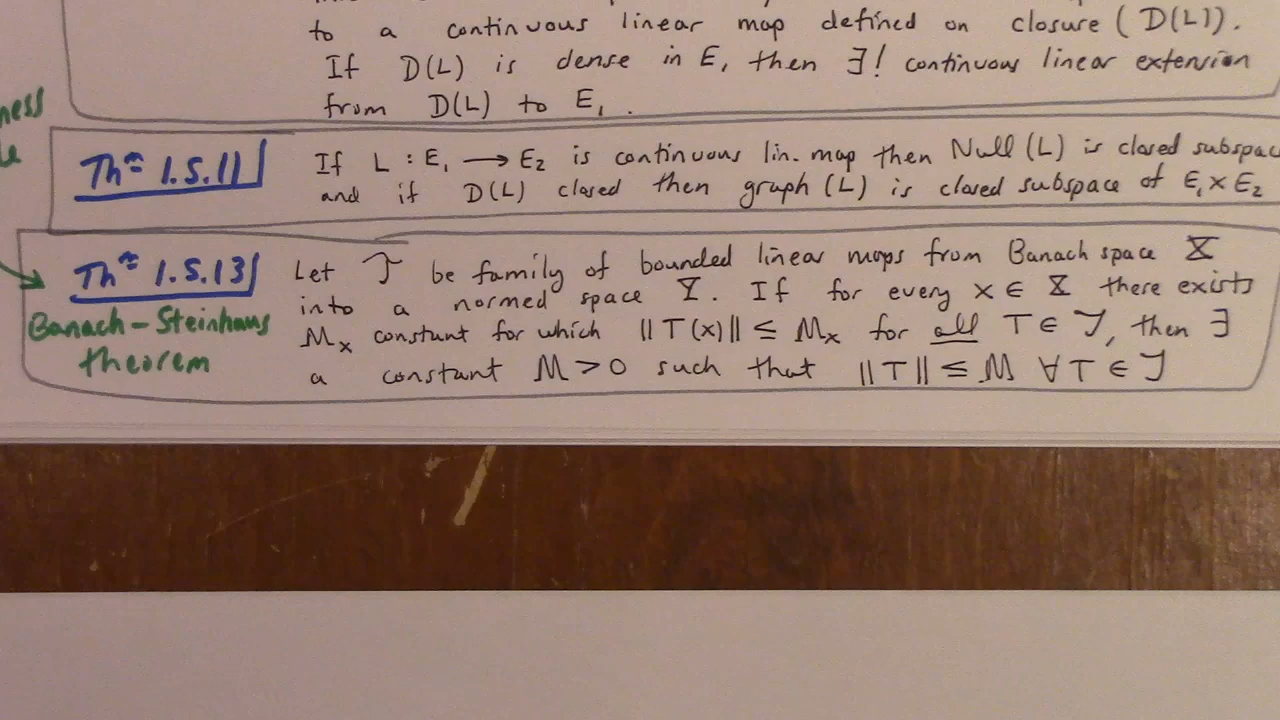 to a continuous linear map defined on closure (D(L)).
If D(L) is dense in E, then ∃! continuous linear extension
from D(L) to E₁.
ness
Thm 1.5.11
If L : E₁ → E₂ is continuous lin. map then Null(L) is closed subspac
and if D(L) closed then graph(L) is closed subspace of E₁ × E₂
Thm 1.5.13
Banach-Steinhaus
theorem
Let 𝒯 be family of bounded linear maps from Banach space X
into a normed space Y. If for every x ∈ X there exists
Mₓ constant for which ‖T(x)‖ ≤ Mₓ for all T ∈ 𝒯, then ∃
a constant M > 0 such that ‖T‖ ≤ M ∀ T ∈ 𝒯